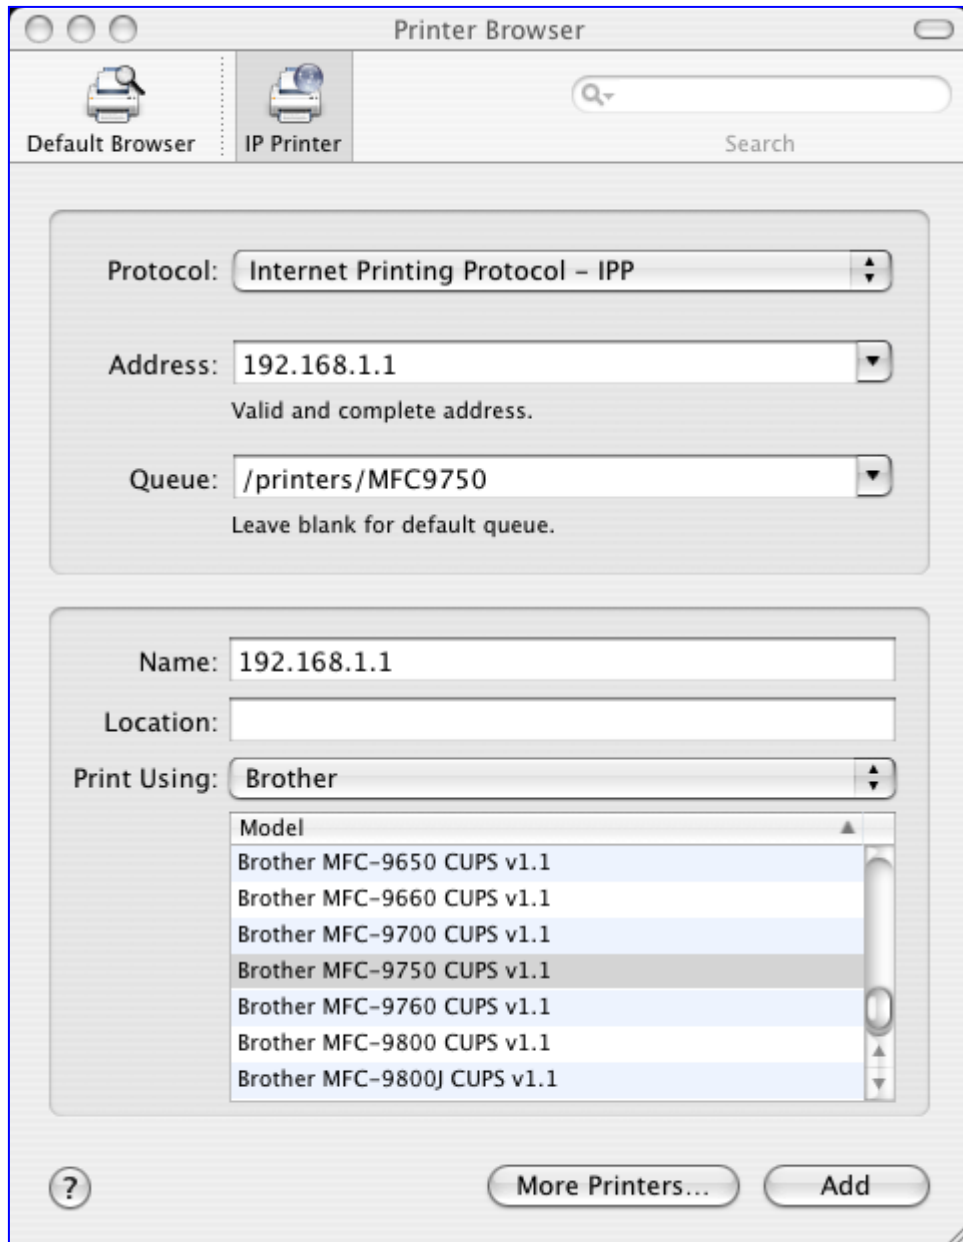 Printer Browser
Default Browser
IP Printer
Search
Protocol: Internet Printing Protocol – IPP
Address: 192.168.1.1
Valid and complete address.
Queue: /printers/MFC9750
Leave blank for default queue.
Name: 192.168.1.1
Location:
Print Using: Brother
Model
Brother MFC–9650 CUPS v1.1
Brother MFC–9660 CUPS v1.1
Brother MFC–9700 CUPS v1.1
Brother MFC–9750 CUPS v1.1
Brother MFC–9760 CUPS v1.1
Brother MFC–9800 CUPS v1.1
Brother MFC–9800J CUPS v1.1
? More Printers... Add